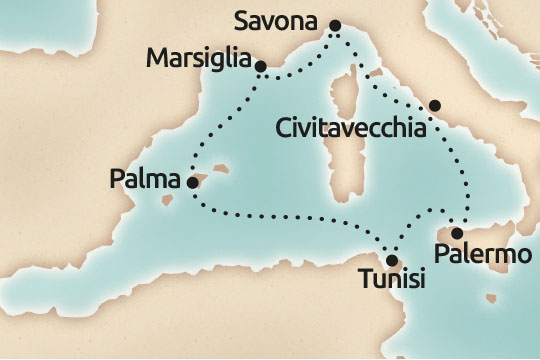 Savona
Marsiglia
Civitavecchia
Palma
Palermo
Tunisi